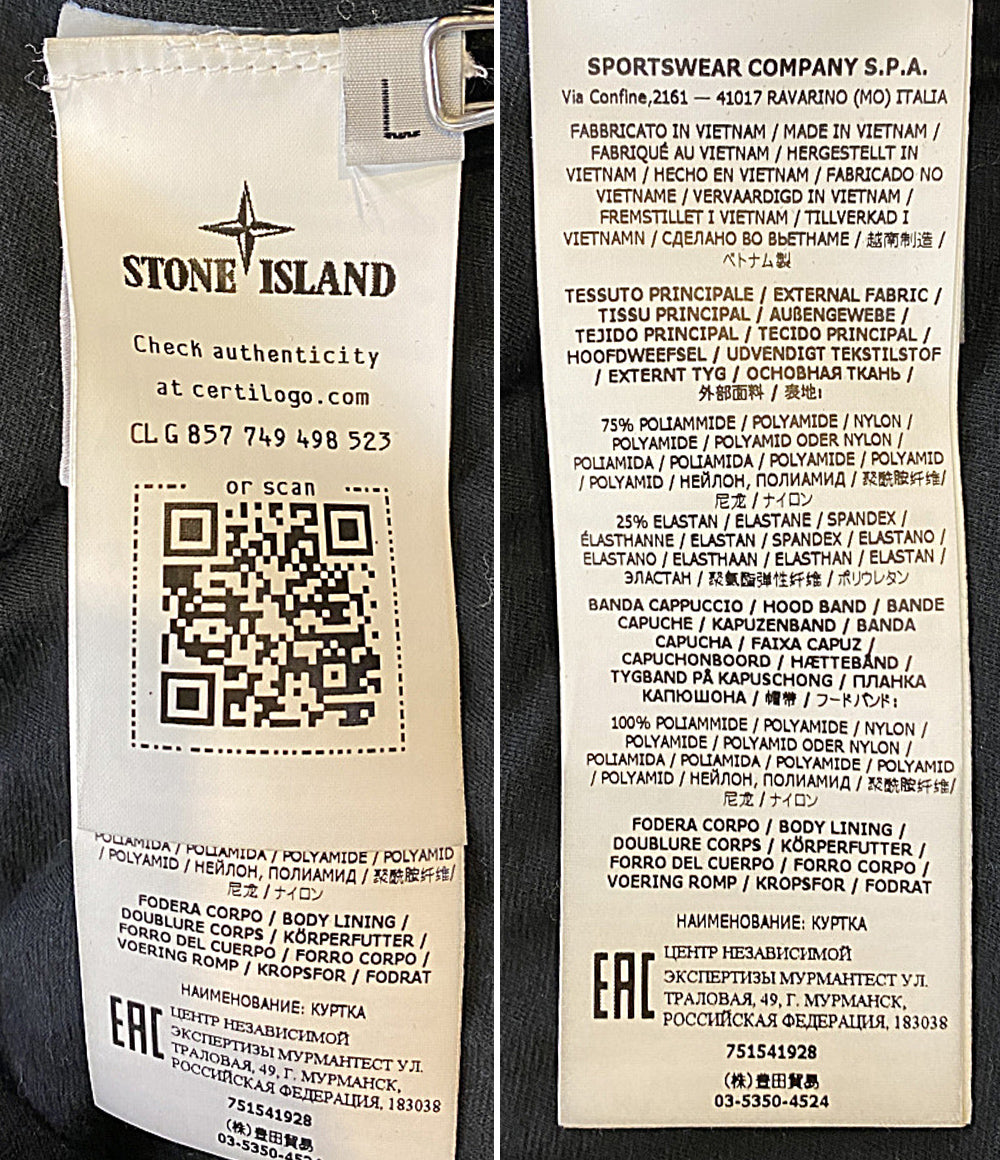 L
STONE ISLAND
Check authenticity
at certilogo.com
CLG 857 749 498 523
or scan
POLIAMIDA / POLIAMIDA / POLYAMIDE / POLYAMID
/ POLYAMID / НЕЙЛОН, ПОЛИАМИД / 聚酰胺纤维/
尼龙 / ナイロン
FODERA CORPO / BODY LINING /
DOUBLURE CORPS / KÖRPERFUTTER /
FORRO DEL CUERPO / FORRO CORPO /
VOERING ROMP / KROPSFOR / FODRAT
НАИМЕНОВАНИЕ: КУРТКА
EAC
ЦЕНТР НЕЗАВИСИМОЙ
ЭКСПЕРТИЗЫ МУРМАНТЕСТ УЛ.
ТРАЛОВАЯ, 49, Г. МУРМАНСК,
РОССИЙСКАЯ ФЕДЕРАЦИЯ, 183038
751541928
(株)豊田貿易
03-5350-4524
SPORTSWEAR COMPANY S.P.A.
Via Confine,2161 — 41017 RAVARINO (MO) ITALIA
FABBRICATO IN VIETNAM / MADE IN VIETNAM /
FABRIQUÉ AU VIETNAM / HERGESTELLT IN
VIETNAM / HECHO EN VIETNAM / FABRICADO NO
VIETNAME / VERVAARDIGD IN VIETNAM /
FREMSTILLET I VIETNAM / TILLVERKAD I
VIETNAMN / СДЕЛАНО ВО ВЬЕТНАМЕ / 越南制造 /
ベトナム製
TESSUTO PRINCIPALE / EXTERNAL FABRIC /
TISSU PRINCIPAL / AUßENGEWEBE /
TEJIDO PRINCIPAL / TECIDO PRINCIPAL /
HOOFDWEEFSEL / UDVENDIGT TEKSTILSTOF
/ EXTERNT TYG / ОСНОВНАЯ ТКАНЬ /
外部面料 / 表地:
75% POLIAMMIDE / POLYAMIDE / NYLON /
POLYAMIDE / POLYAMID ODER NYLON /
POLIAMIDA / POLIAMIDA / POLYAMIDE / POLYAMID
/ POLYAMID / НЕЙЛОН, ПОЛИАМИД / 聚酰胺纤维/
尼龙 / ナイロン
25% ELASTAN / ELASTANE / SPANDEX /
ÉLASTHANNE / ELASTAN / SPANDEX / ELASTANO /
ELASTANO / ELASTHAAN / ELASTHAN / ELASTAN /
ЭЛАСТАН / 聚氨酯弹性纤维 / ポリウレタン
BANDA CAPPUCCIO / HOOD BAND / BANDE
CAPUCHE / KAPUZENBAND / BANDA
CAPUCHA / FAIXA CAPUZ /
CAPUCHONBOORD / HÆTTEBÅND /
TYGBAND PÅ KAPUSCHONG / ПЛАНКА
КАПЮШОНА / 帽带 / フードバンド:
100% POLIAMMIDE / POLYAMIDE / NYLON /
POLYAMIDE / POLYAMID ODER NYLON /
POLIAMIDA / POLIAMIDA / POLYAMIDE / POLYAMID
/ POLYAMID / НЕЙЛОН, ПОЛИАМИД / 聚酰胺纤维/
尼龙 / ナイロン
FODERA CORPO / BODY LINING /
DOUBLURE CORPS / KÖRPERFUTTER /
FORRO DEL CUERPO / FORRO CORPO /
VOERING ROMP / KROPSFOR / FODRAT
НАИМЕНОВАНИЕ: КУРТКА
EAC
ЦЕНТР НЕЗАВИСИМОЙ
ЭКСПЕРТИЗЫ МУРМАНТЕСТ УЛ.
ТРАЛОВАЯ, 49, Г. МУРМАНСК,
РОССИЙСКАЯ ФЕДЕРАЦИЯ, 183038
751541928
(株)豊田貿易
03-5350-4524